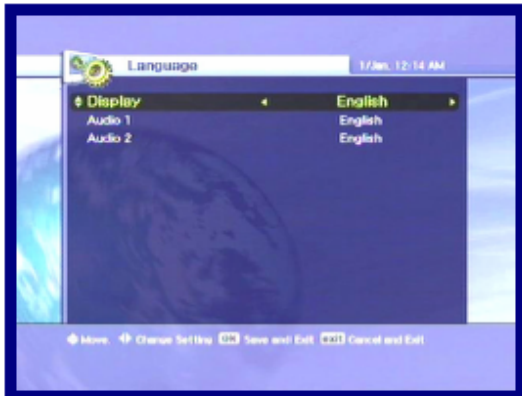 Language 1/Jan. 12:14 AM
Display English
Audio 1 English
Audio 2 English
Move. Change Setting OK Save and Exit exit Cancel and Exit